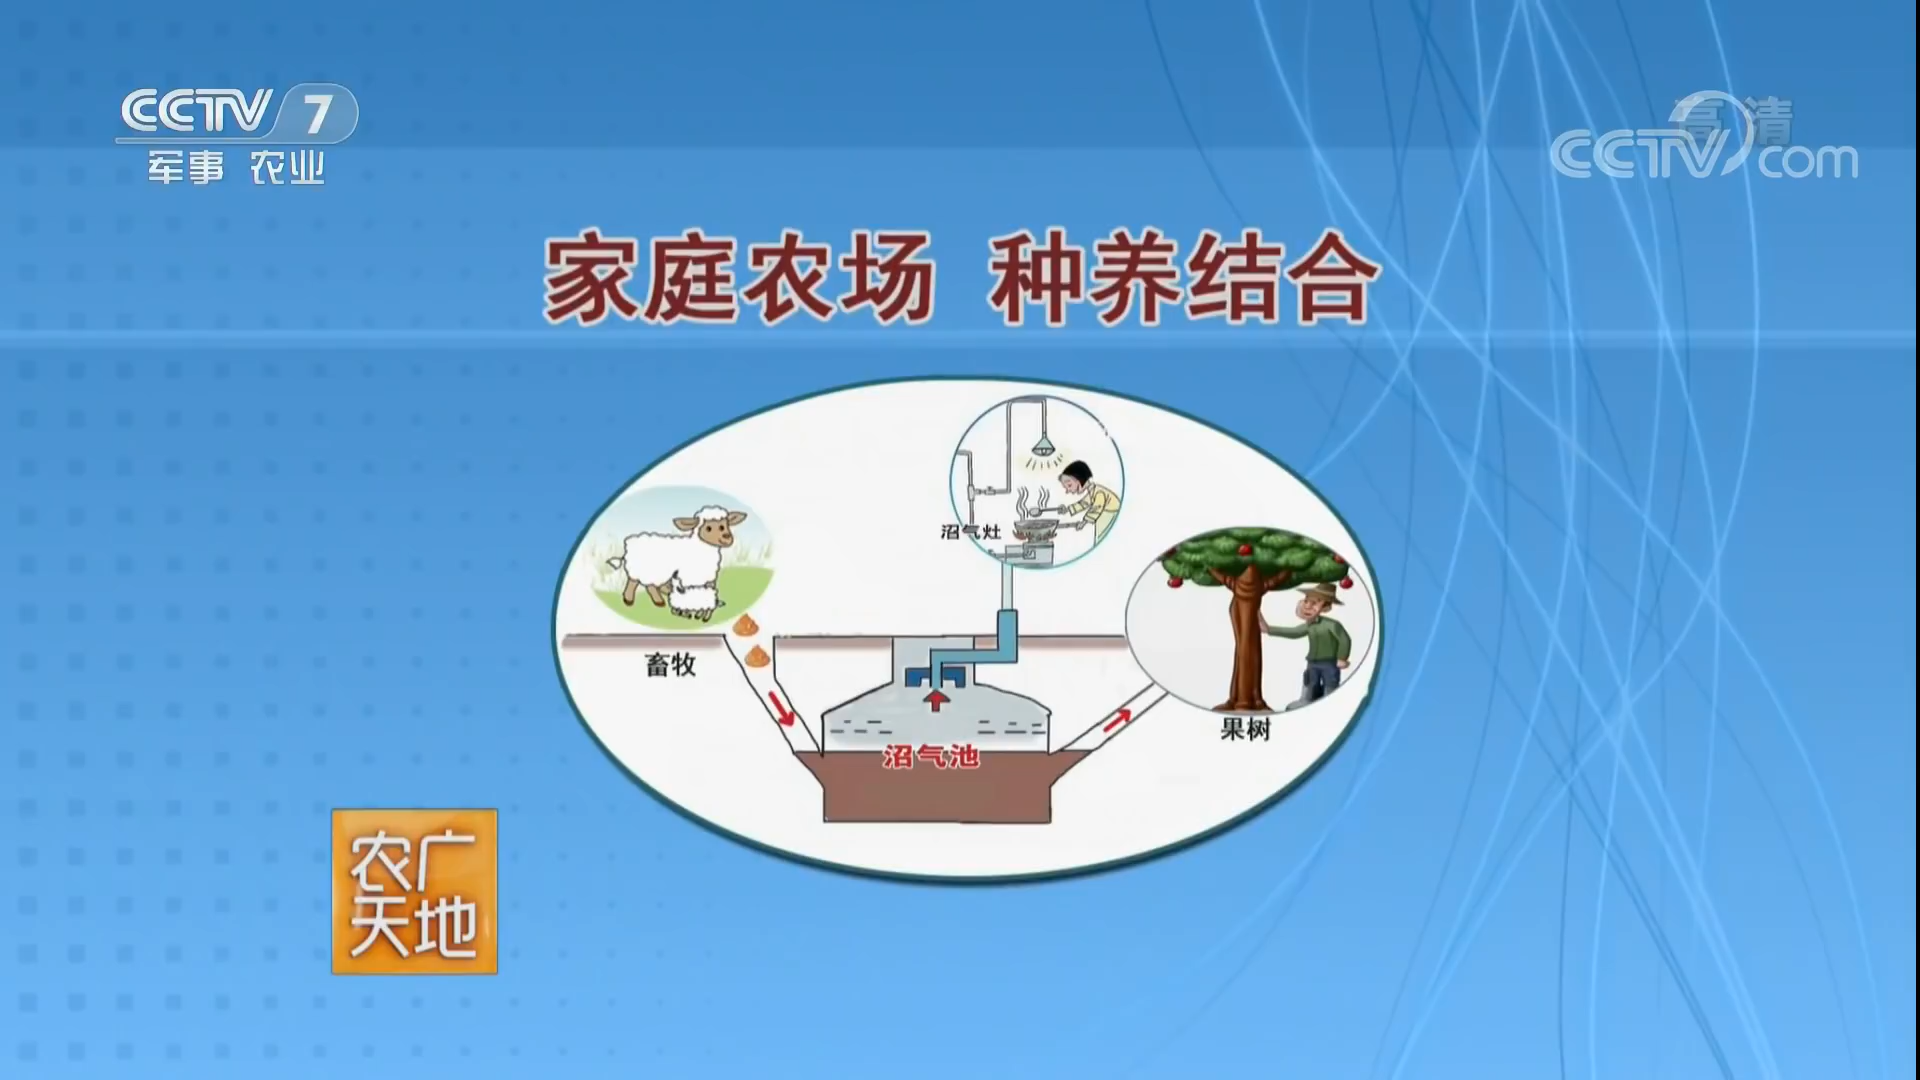 CCTV 7
军事 农业
高清
CCTV.com
家庭农场 种养结合
沼气灶
畜牧
果树
沼气池
农广
天地